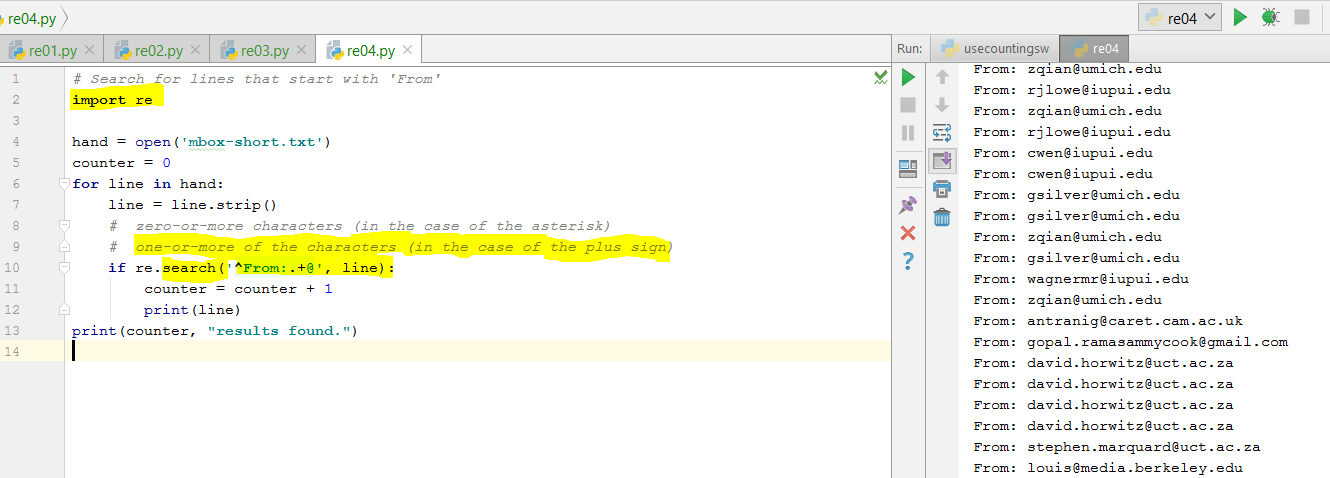 re04.py
re04
re01.py
re02.py
re03.py
re04.py
Run:
usecountingsw
re04
1 # Search for lines that start with 'From'
2 import re
3
4 hand = open('mbox-short.txt')
5 counter = 0
6 for line in hand:
7 line = line.strip()
8 # zero-or-more characters (in the case of the asterisk)
9 # one-or-more of the characters (in the case of the plus sign)
10 if re.search('^From:.+@', line):
11 counter = counter + 1
12 print(line)
13 print(counter, "results found.")
14
From: zqian@umich.edu
From: rjlowe@iupui.edu
From: zqian@umich.edu
From: rjlowe@iupui.edu
From: cwen@iupui.edu
From: cwen@iupui.edu
From: gsilver@umich.edu
From: gsilver@umich.edu
From: zqian@umich.edu
From: gsilver@umich.edu
From: wagnermr@iupui.edu
From: zqian@umich.edu
From: antranig@caret.cam.ac.uk
From: gopal.ramasammycook@gmail.com
From: david.horwitz@uct.ac.za
From: david.horwitz@uct.ac.za
From: david.horwitz@uct.ac.za
From: david.horwitz@uct.ac.za
From: stephen.marquard@uct.ac.za
From: louis@media.berkeley.edu